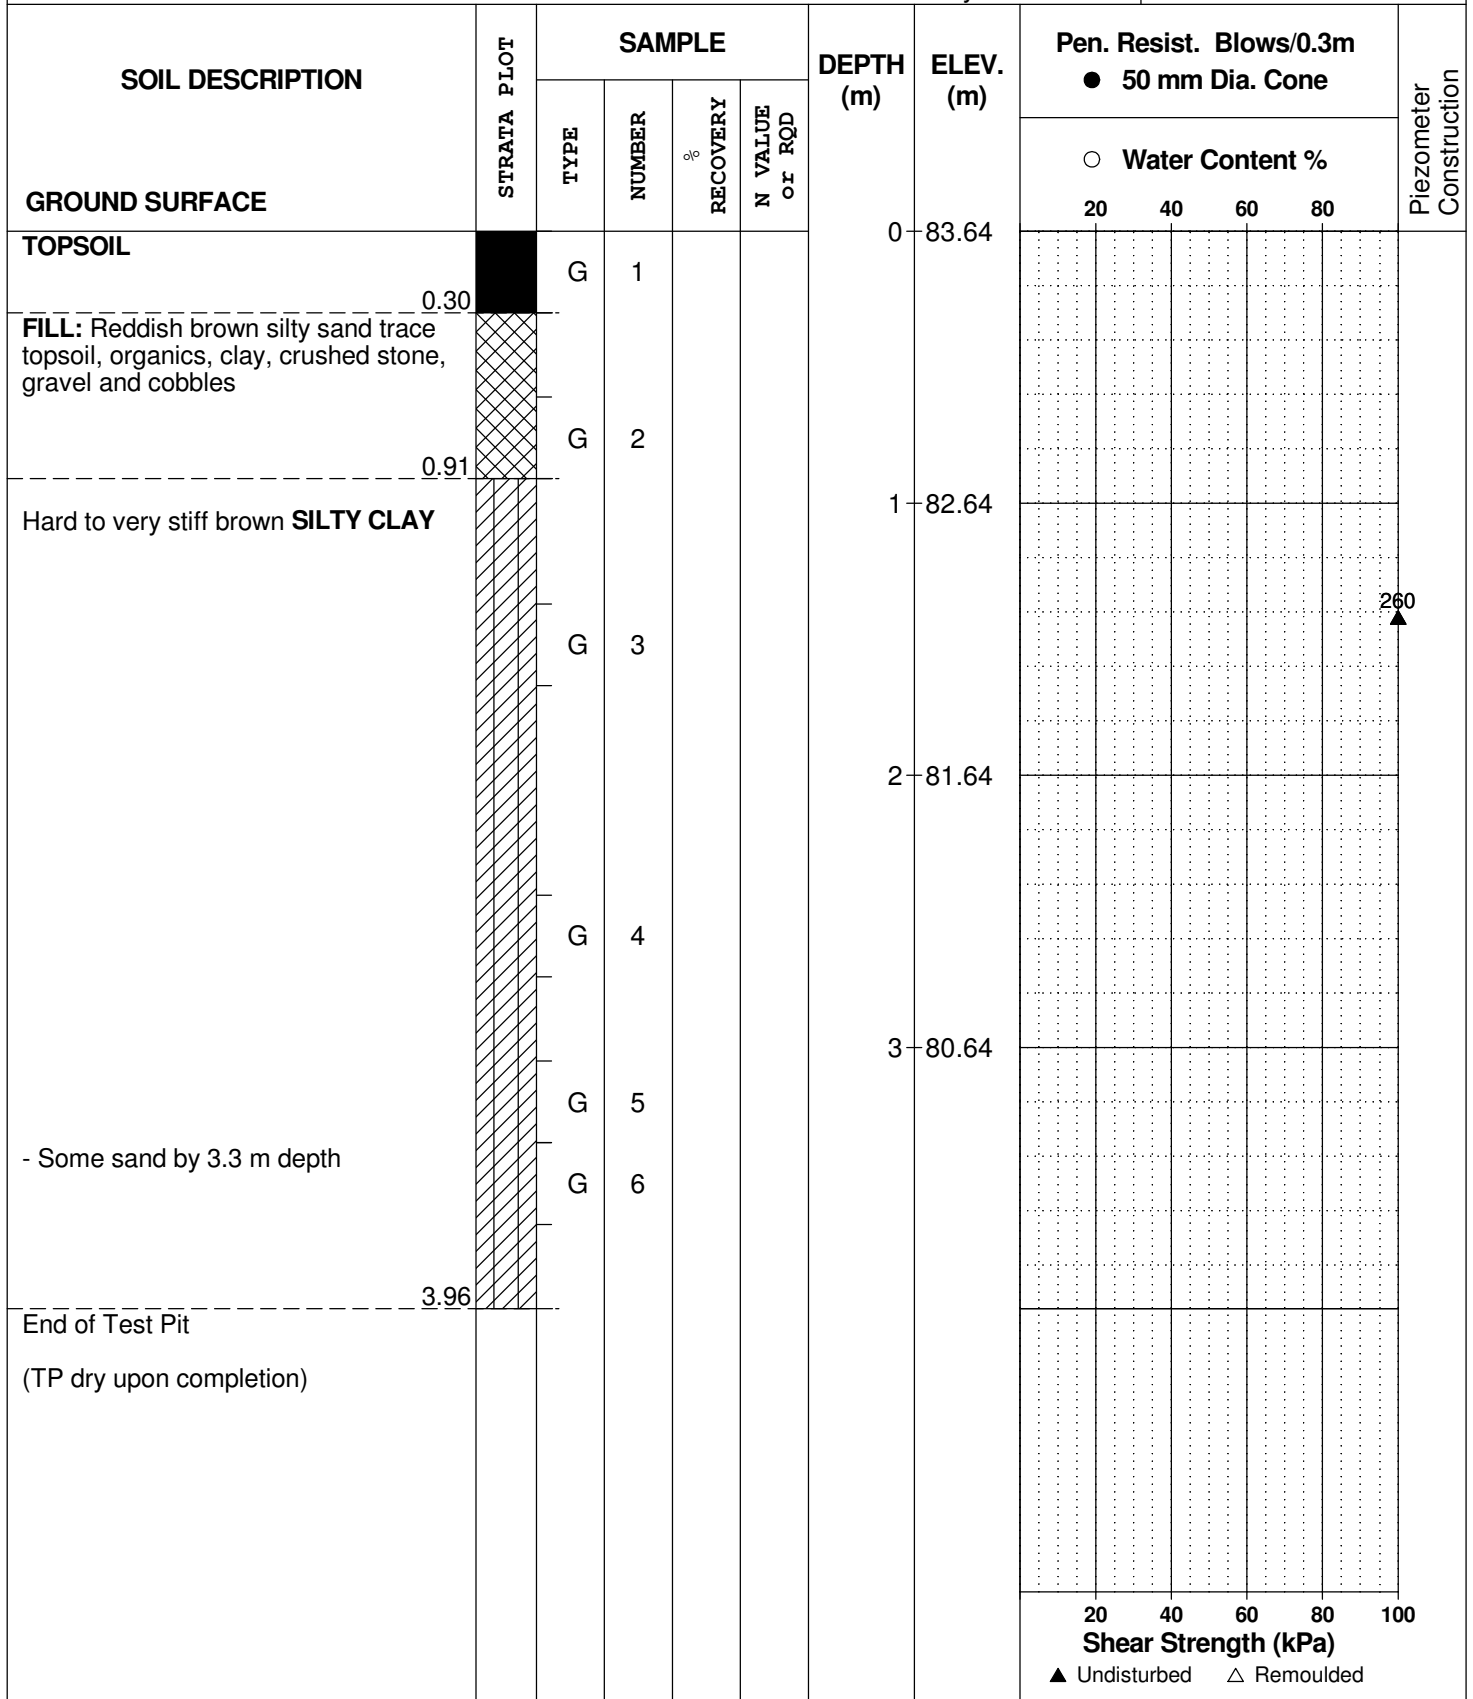 SOIL DESCRIPTION
GROUND SURFACE
STRATA PLOT
SAMPLE
TYPE
NUMBER
%
RECOVERY
N VALUE
or RQD
DEPTH
(m)
ELEV.
(m)
Pen. Resist. Blows/0.3m
● 50 mm Dia. Cone
○ Water Content %
20 40 60 80
Piezometer
Construction
0 83.64
TOPSOIL
G 1
0.30
FILL: Reddish brown silty sand trace
topsoil, organics, clay, crushed stone,
gravel and cobbles
G 2
0.91
1 82.64
Hard to very stiff brown SILTY CLAY
260
G 3
2 81.64
G 4
3 80.64
G 5
- Some sand by 3.3 m depth
G 6
3.96
End of Test Pit
(TP dry upon completion)
20 40 60 80 100
Shear Strength (kPa)
▲ Undisturbed △ Remoulded